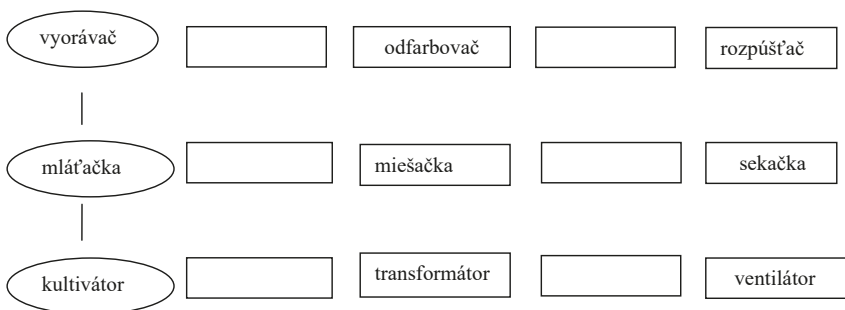 vyorávač odfarbovač rozpúšťač
mláťačka miešačka sekačka
kultivátor transformátor ventilátor